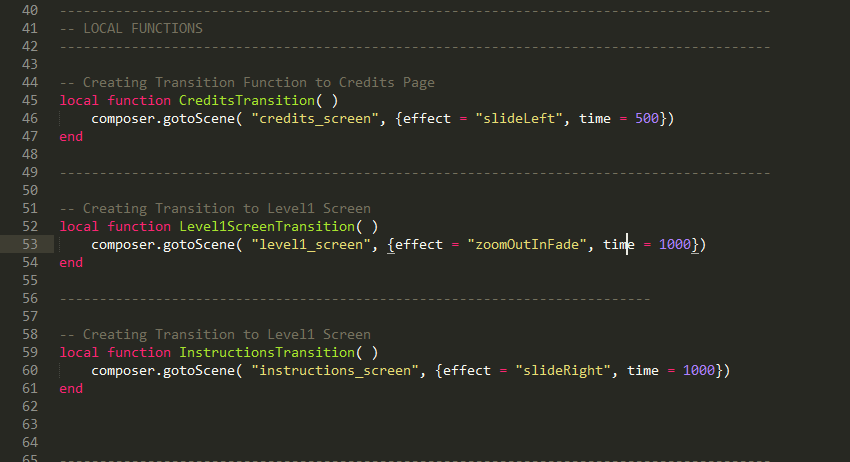 40 -----------------------------------------------------------------------------------------
41 -- LOCAL FUNCTIONS
42 -----------------------------------------------------------------------------------------
43
44 -- Creating Transition Function to Credits Page
45 local function CreditsTransition( )
46     composer.gotoScene( "credits_screen", {effect = "slideLeft", time = 500})
47 end
48
49 -----------------------------------------------------------------------------------------
50
51 -- Creating Transition to Level1 Screen
52 local function Level1ScreenTransition( )
53     composer.gotoScene( "level1_screen", {effect = "zoomOutInFade", time = 1000})
54 end
55
56 --------------------------------------------------------------------------
57
58 -- Creating Transition to Level1 Screen
59 local function InstructionsTransition( )
60     composer.gotoScene( "instructions_screen", {effect = "slideRight", time = 1000})
61 end
62
63
64
65 -----------------------------------------------------------------------------------------